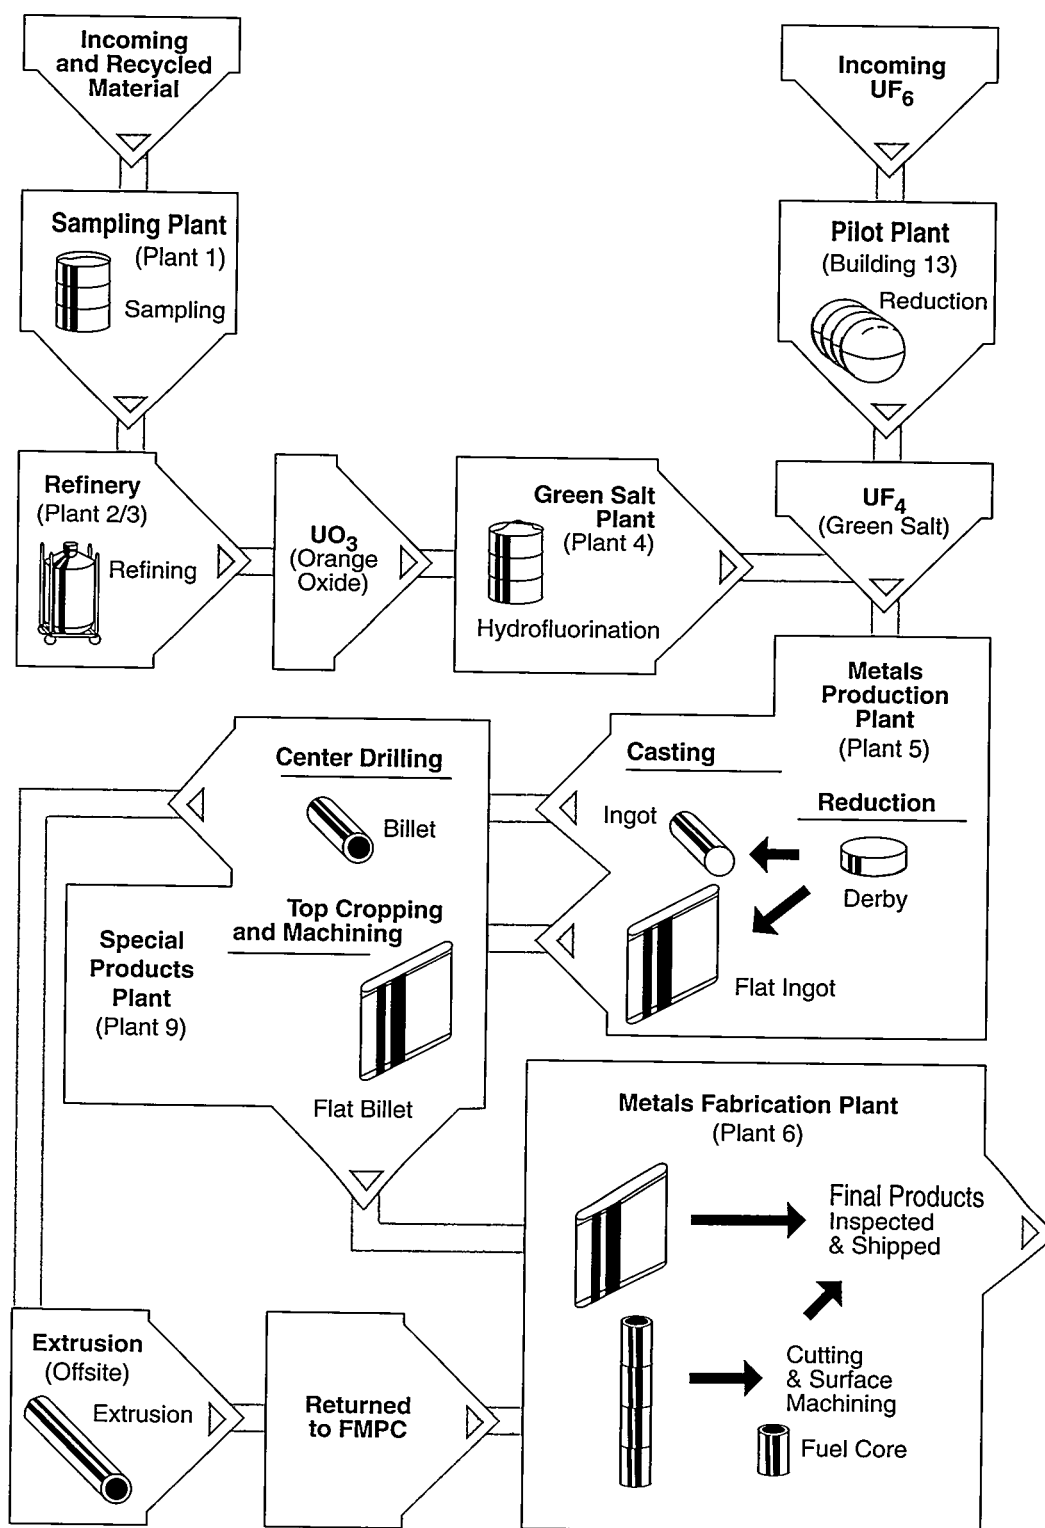 Incoming
and Recycled
Material
Incoming
UF₆
Sampling Plant
(Plant 1)
Sampling
Pilot Plant
(Building 13)
Reduction
Refinery
(Plant 2/3)
Refining
UO₃
(Orange
Oxide)
Green Salt
Plant
(Plant 4)
Hydrofluorination
UF₄
(Green Salt)
Metals
Production
Plant
(Plant 5)
Casting
Reduction
Ingot
Derby
Flat Ingot
Center Drilling
Billet
Top Cropping
and Machining
Special
Products
Plant
(Plant 9)
Flat Billet
Metals Fabrication Plant
(Plant 6)
Final Products
Inspected
& Shipped
Cutting
& Surface
Machining
Fuel Core
Extrusion
(Offsite)
Extrusion
Returned
to FMPC